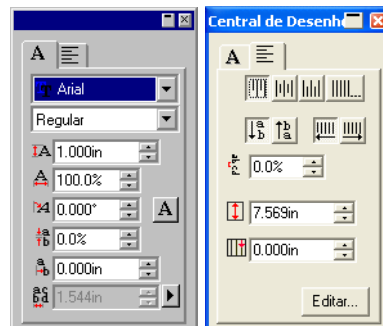 A
Arial
Regular
1.000in
100.0%
0.000°
A
0.0%
0.000in
1.544in
Central de Desenh
A
0.0%
7.569in
0.000in
Editar...